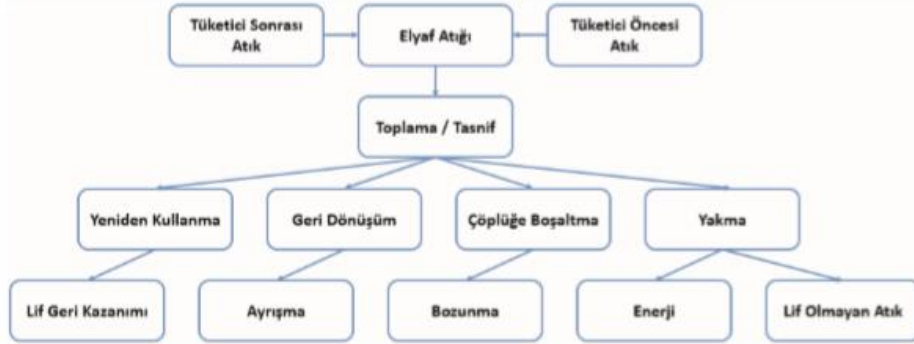 Tüketici Sonrası
Atık
Elyaf Atığı
Tüketici Öncesi
Atık
Toplama / Tasnif
Yeniden Kullanma
Geri Dönüşüm
Çöplüğe Boşaltma
Yakma
Lif Geri Kazanımı
Ayrışma
Bozunma
Enerji
Lif Olmayan Atık